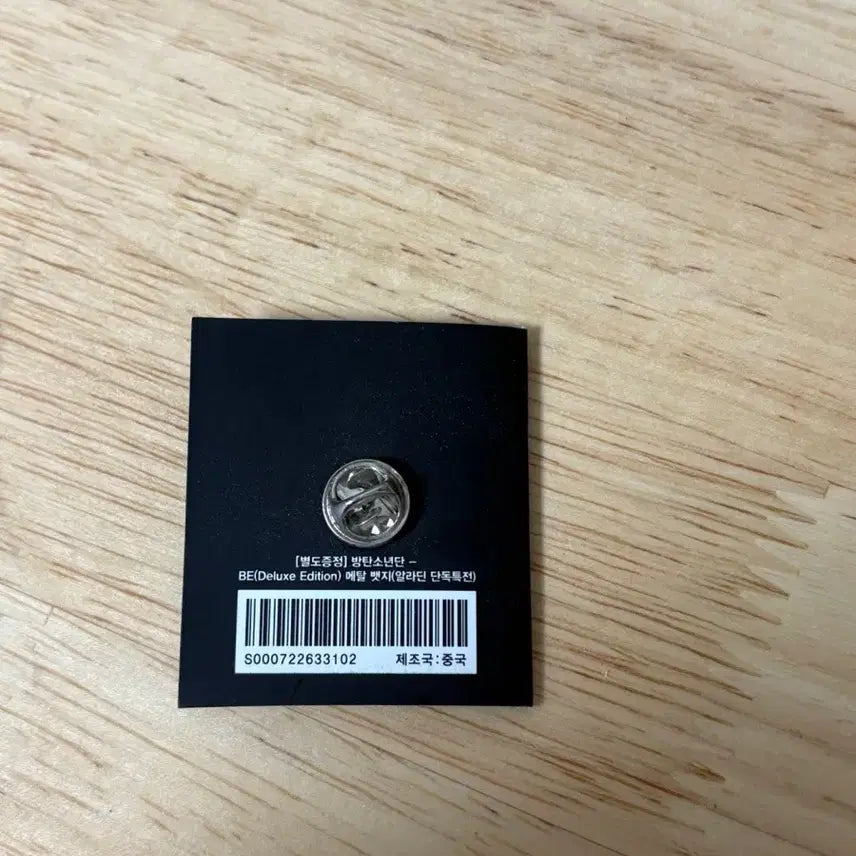 [별도증정] 방탄소년단 –
BE(Deluxe Edition) 메탈 뺏지(알라딘 단독특전)
S000722633102 제조국:중국